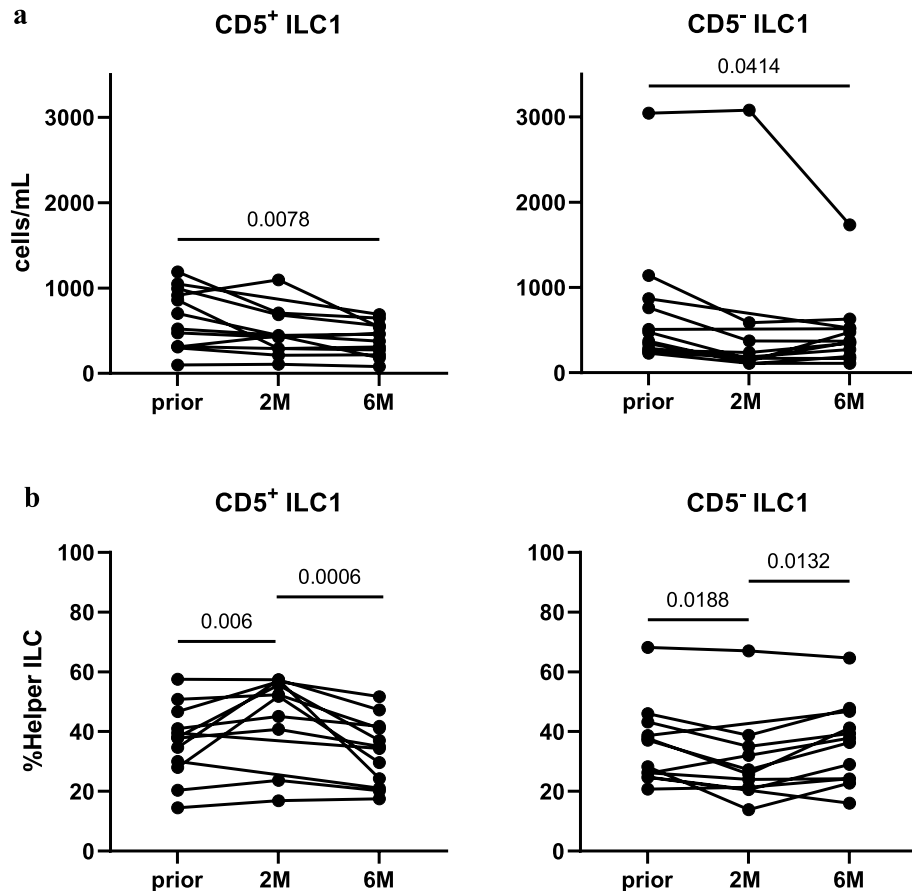 a
CD5⁺ ILC1
cells/mL
3000
2000
1000
0
0.0078
prior 2M 6M
CD5⁻ ILC1
3000
2000
1000
0
0.0414
prior 2M 6M
b
CD5⁺ ILC1
%Helper ILC
100
80
60
40
20
0
0.006
0.0006
prior 2M 6M
CD5⁻ ILC1
100
80
60
40
20
0
0.0188
0.0132
prior 2M 6M